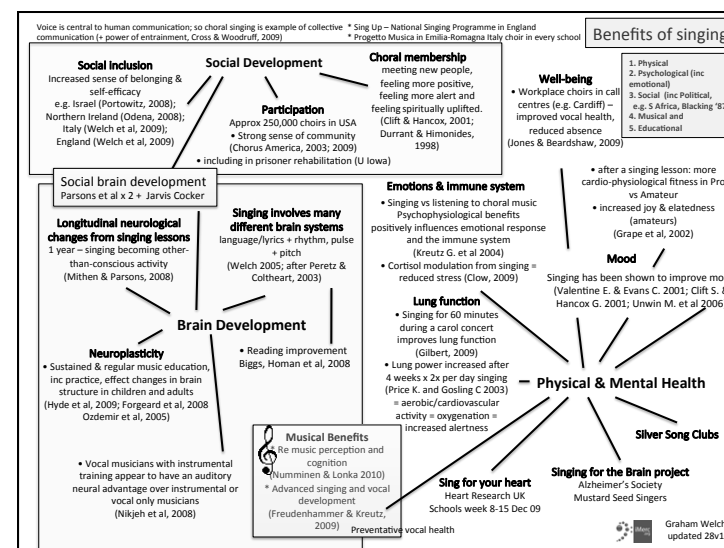 Voice is central to human communication; so choral singing is example of collective
communication (+ power of entrainment, Cross & Woodruff, 2009)
* Sing Up – National Singing Programme in England
* Progetto Musica in Emilia-Romagna Italy choir in every school
Benefits of singing
1. Physical
2. Psychological (inc
emotional)
3. Social (inc Political,
e.g. S Africa, Blacking '87
4. Musical and
5. Educational
Social inclusion
Increased sense of belonging &
self-efficacy
e.g. Israel (Portowitz, 2008);
Northern Ireland (Odena, 2008);
Italy (Welch et al, 2009);
England (Welch et al, 2009)
Social Development
Participation
Approx 250,000 choirs in USA
• Strong sense of community
(Chorus America, 2003; 2009)
• including in prisoner rehabilitation (U Iowa)
Choral membership
meeting new people,
feeling more positive,
feeling more alert and
feeling spiritually uplifted.
(Clift & Hancox, 2001;
Durrant & Himonides,
1998)
Well-being
• Workplace choirs in call
centres (e.g. Cardiff) –
improved vocal health,
reduced absence
(Jones & Beardshaw, 2009)
Social brain development
Parsons et al x 2 + Jarvis Cocker
Longitudinal neurological
changes from singing lessons
1 year – singing becoming other-
than-conscious activity
(Mithen & Parsons, 2008)
Singing involves many
different brain systems
language/lyrics + rhythm, pulse
+ pitch
(Welch 2005; after Peretz &
Coltheart, 2003)
Brain Development
Neuroplasticity
• Sustained & regular music education,
inc practice, effect changes in brain
structure in children and adults
(Hyde et al, 2009; Forgeard et al, 2008
Ozdemir et al, 2005)
• Reading improvement
Biggs, Homan et al, 2008
• Vocal musicians with instrumental
training appear to have an auditory
neural advantage over instrumental or
vocal only musicians
(Nikjeh et al, 2008)
Musical Benefits
* Re music perception and
cognition
(Numminen & Lonka 2010)
* Advanced singing and vocal
development
(Freudenhammer & Kreutz,
2009)
Preventative vocal health
Emotions & immune system
• Singing vs listening to choral music
Psychophysiological benefits
positively influences emotional response
and the immune system
(Kreutz G. et al 2004)
• Cortisol modulation from singing =
reduced stress (Clow, 2009)
Lung function
• Singing for 60 minutes
during a carol concert
improves lung function
(Gilbert, 2009)
• Lung power increased after
4 weeks x 2x per day singing
(Price K. and Gosling C 2003)
= aerobic/cardiovascular
activity = oxygenation =
increased alertness
• after a singing lesson: more
cardio-physiological fitness in Pro
vs Amateur
• increased joy & elatedness
(amateurs)
(Grape et al, 2002)
Mood
Singing has been shown to improve mo
(Valentine E. & Evans C. 2001; Clift S. &
Hancox G. 2001; Unwin M. et al 2006
Physical & Mental Health
Silver Song Clubs
Singing for the Brain project
Alzheimer's Society
Mustard Seed Singers
Sing for your heart
Heart Research UK
Schools week 8-15 Dec 09
Graham Welch
updated 28v1